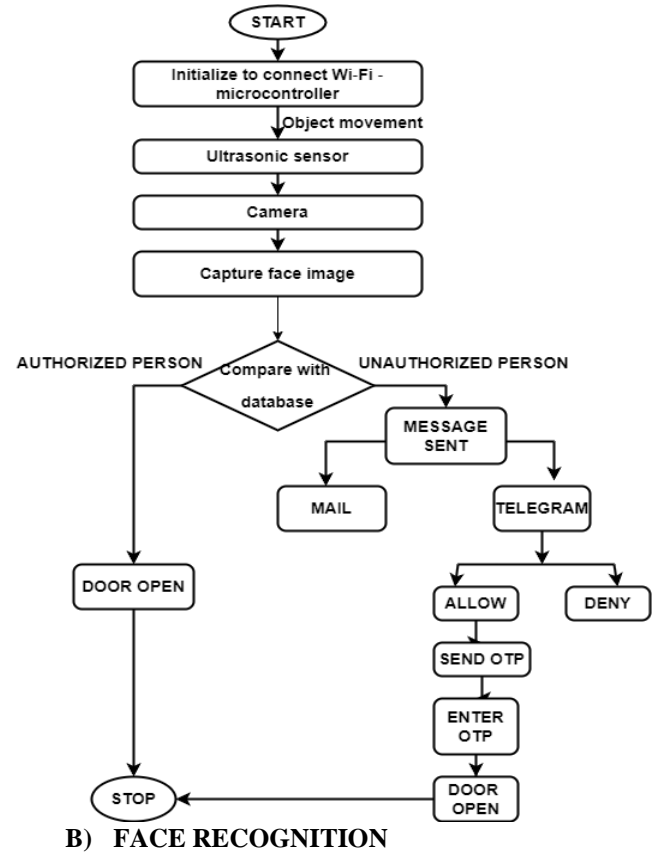 START
Initialize to connect Wi-Fi -
microcontroller
Object movement
Ultrasonic sensor
Camera
Capture face image
AUTHORIZED PERSON
Compare with
database
UNAUTHORIZED PERSON
MESSAGE
SENT
MAIL
TELEGRAM
DOOR OPEN
ALLOW
DENY
SEND OTP
ENTER
OTP
DOOR
OPEN
STOP
B) FACE RECOGNITION